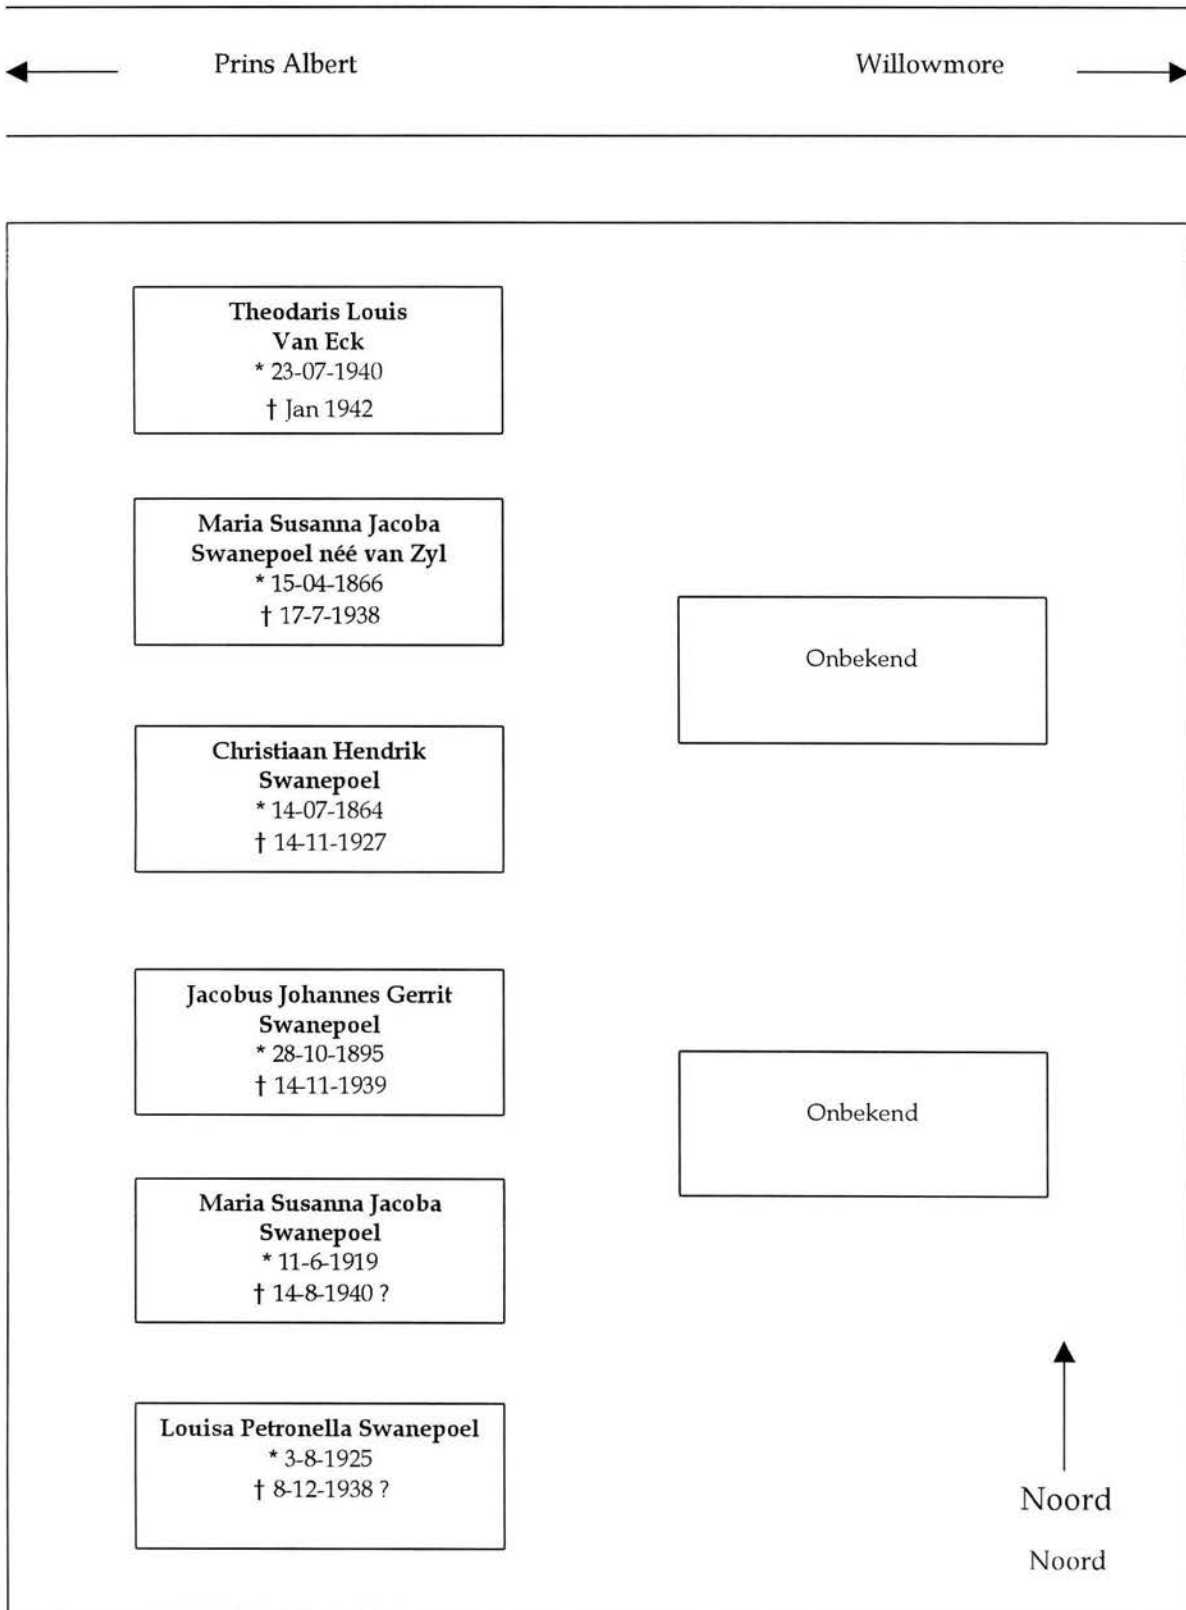 Prins Albert
Willowmore
Theodaris Louis
Van Eck
* 23-07-1940
† Jan 1942
Maria Susanna Jacoba
Swanepoel néé van Zyl
* 15-04-1866
† 17-7-1938
Onbekend
Christiaan Hendrik
Swanepoel
* 14-07-1864
† 14-11-1927
Jacobus Johannes Gerrit
Swanepoel
* 28-10-1895
† 14-11-1939
Onbekend
Maria Susanna Jacoba
Swanepoel
* 11-6-1919
† 14-8-1940 ?
Louisa Petronella Swanepoel
* 3-8-1925
† 8-12-1938 ?
Noord
Noord